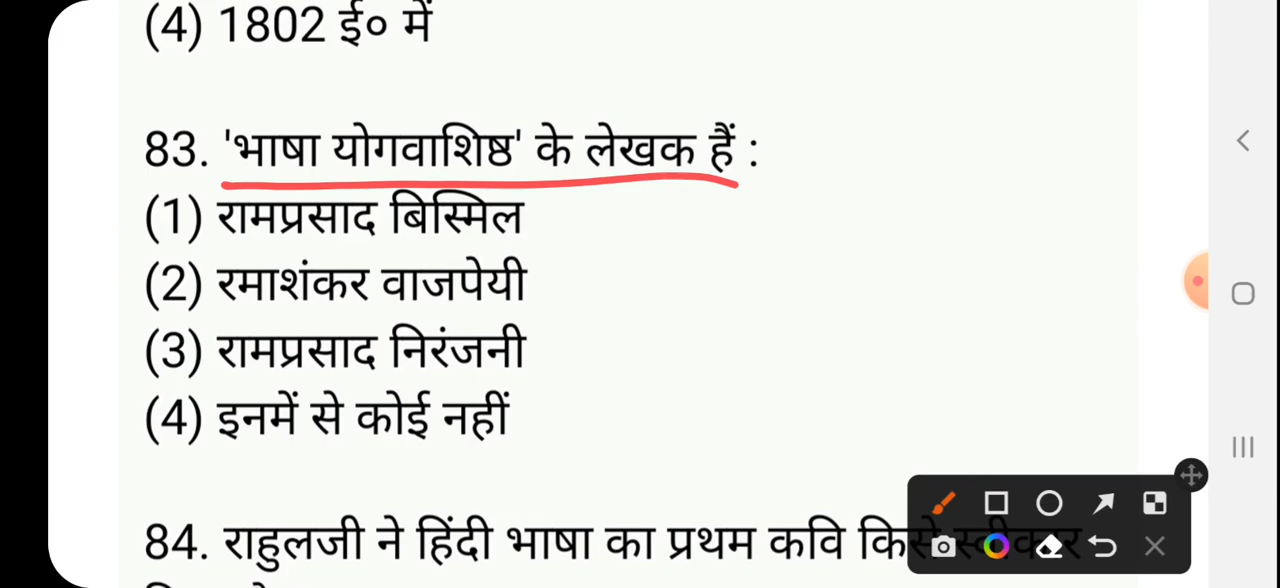 (4) 1802 ई० में
83. 'भाषा योगवाशिष्ठ' के लेखक हैं :
(1) रामप्रसाद बिस्मिल
(2) रमाशंकर वाजपेयी
(3) रामप्रसाद निरंजनी
(4) इनमें से कोई नहीं
84. राहुलजी ने हिंदी भाषा का प्रथम कवि किसे स्वीकार